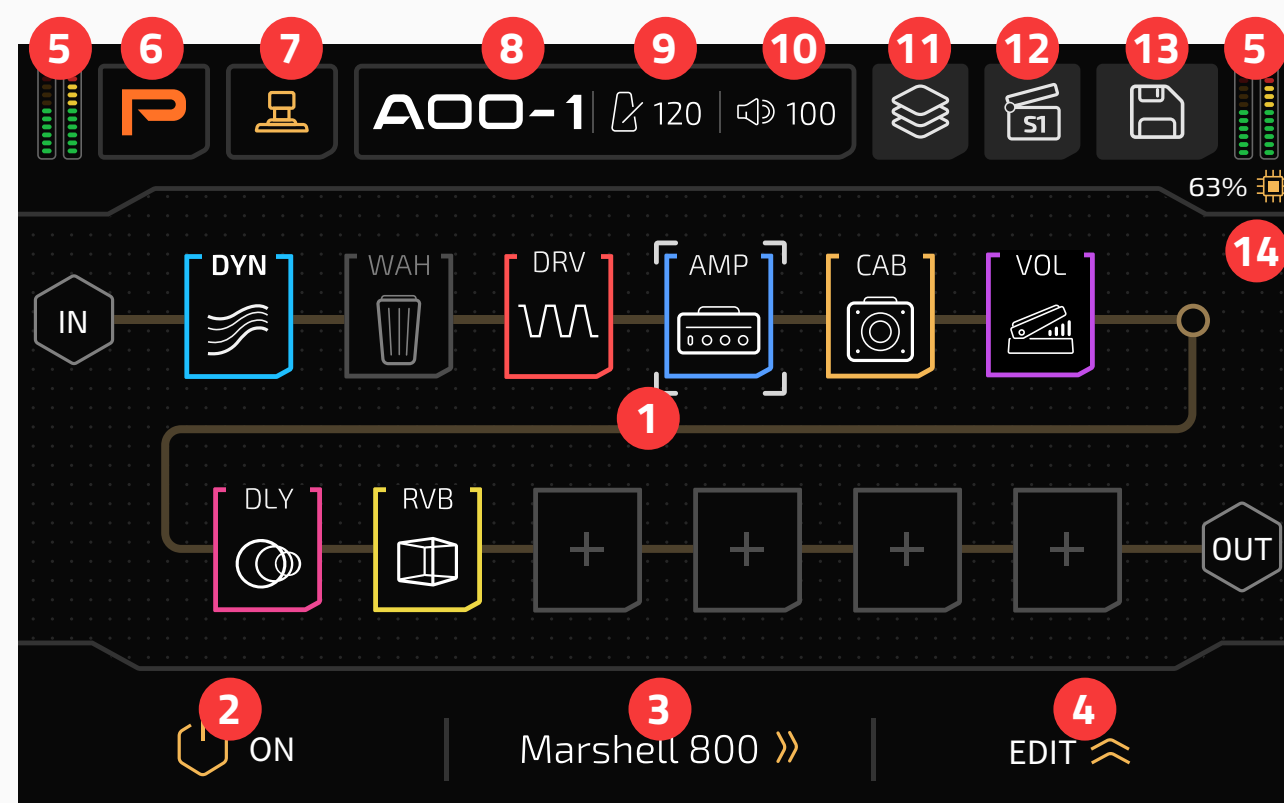 5 6 7 8 9 10 11 12 13 5
A00-1 120 100 S1
63%
14
DYN WAH DRV AMP CAB VOL
IN
1
DLY RVB + + + +
OUT
2 3 4
ON Marshell 800 EDIT